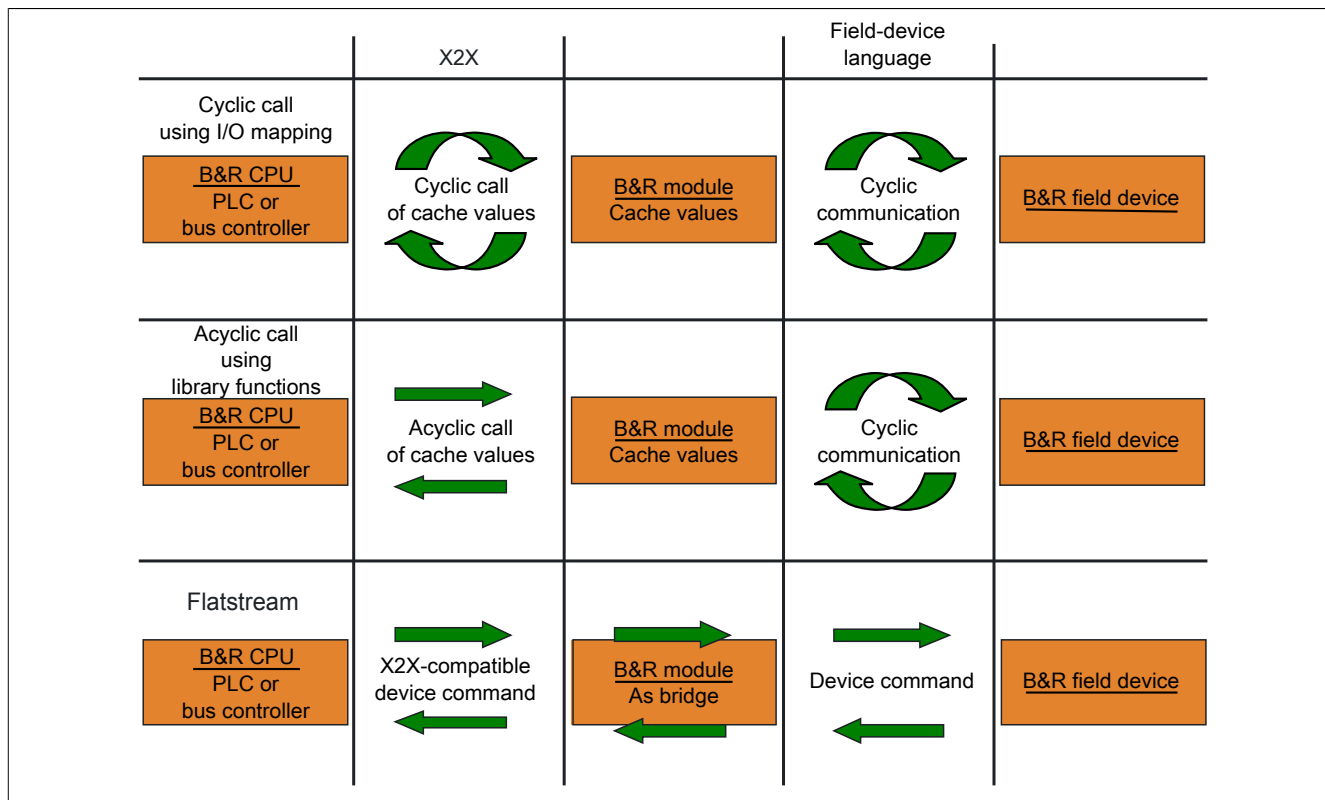 X2X
Field-device
language
Cyclic call
using I/O mapping
B&R CPU
PLC or
bus controller
Cyclic call
of cache values
B&R module
Cache values
Cyclic
communication
B&R field device
Acyclic call
using
library functions
B&R CPU
PLC or
bus controller
Acyclic call
of cache values
B&R module
Cache values
Cyclic
communication
B&R field device
Flatstream
B&R CPU
PLC or
bus controller
X2X-compatible
device command
B&R module
As bridge
Device command
B&R field device